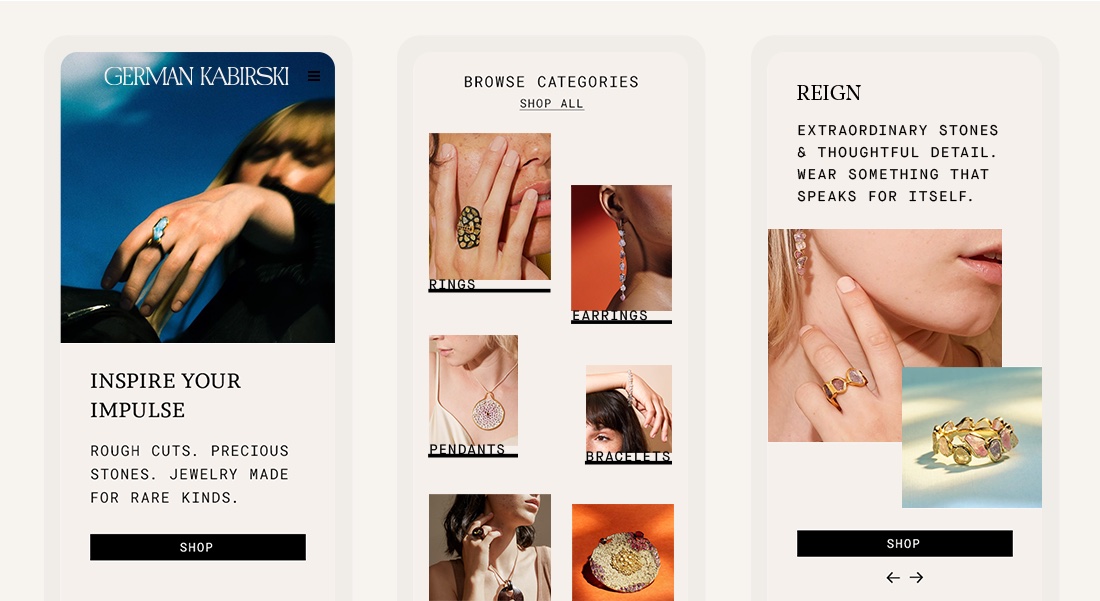 GERMAN KABIRSKI
INSPIRE YOUR
IMPULSE
ROUGH CUTS. PRECIOUS
STONES. JEWELRY MADE
FOR RARE KINDS.
SHOP
BROWSE CATEGORIES
SHOP ALL
RINGS
EARRINGS
PENDANTS
BRACELETS
REIGN
EXTRAORDINARY STONES
& THOUGHTFUL DETAIL.
WEAR SOMETHING THAT
SPEAKS FOR ITSELF.
SHOP